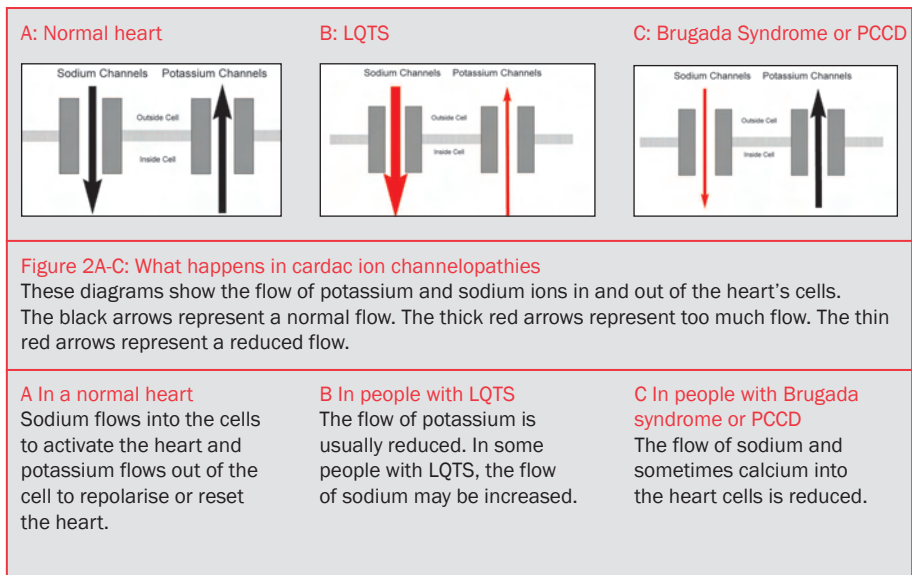 A: Normal heart
B: LQTS
C: Brugada Syndrome or PCCD
Sodium Channels Potassium Channels
Outside Cell
Inside Cell
Sodium Channels Potassium Channels
Outside Cell
Inside Cell
Sodium Channels Potassium Channels
Outside Cell
Inside Cell
Figure 2A-C: What happens in cardac ion channelopathies
These diagrams show the flow of potassium and sodium ions in and out of the heart's cells.
The black arrows represent a normal flow. The thick red arrows represent too much flow. The thin
red arrows represent a reduced flow.
A In a normal heart
Sodium flows into the cells
to activate the heart and
potassium flows out of the
cell to repolarise or reset
the heart.
B In people with LQTS
The flow of potassium is
usually reduced. In some
people with LQTS, the flow
of sodium may be increased.
C In people with Brugada
syndrome or PCCD
The flow of sodium and
sometimes calcium into
the heart cells is reduced.